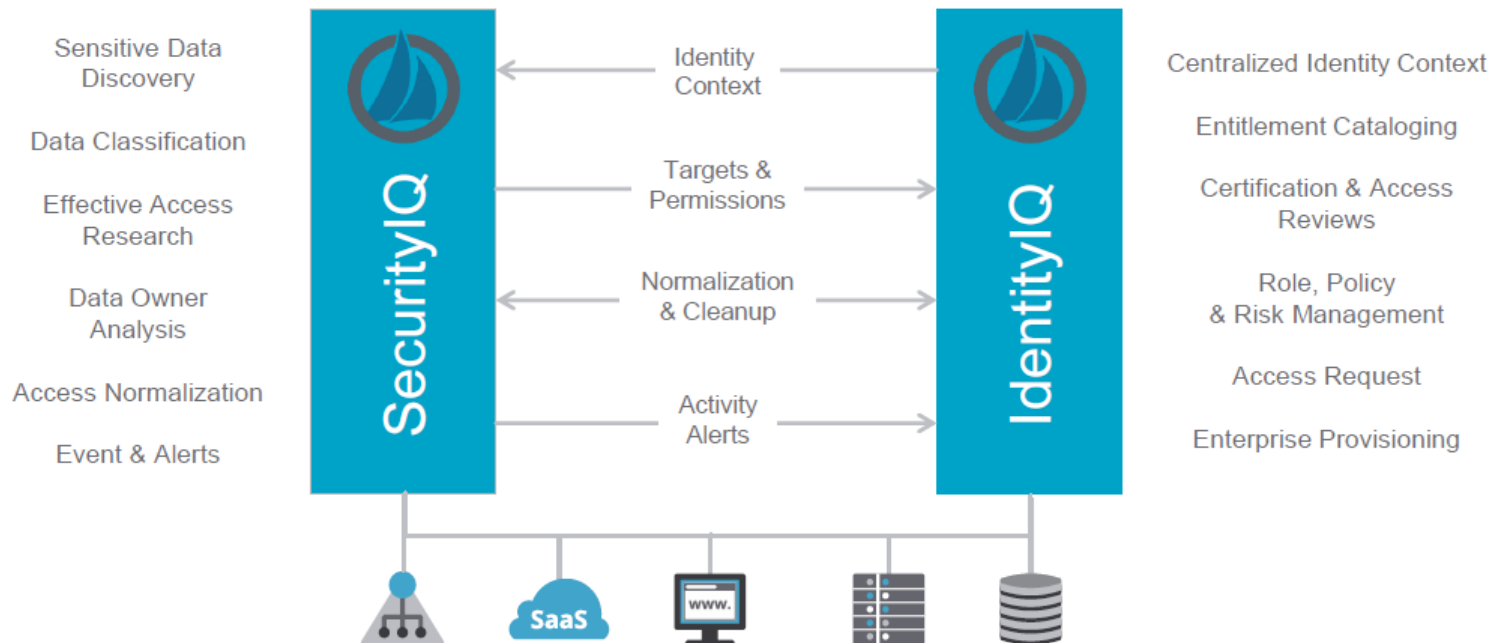 Sensitive Data
Discovery
Data Classification
Effective Access
Research
Data Owner
Analysis
Access Normalization
Event & Alerts
SecurityIQ
Identity
Context
Targets &
Permissions
Normalization
& Cleanup
Activity
Alerts
IdentityIQ
Centralized Identity Context
Entitlement Cataloging
Certification & Access
Reviews
Role, Policy
& Risk Management
Access Request
Enterprise Provisioning
SaaS
www.